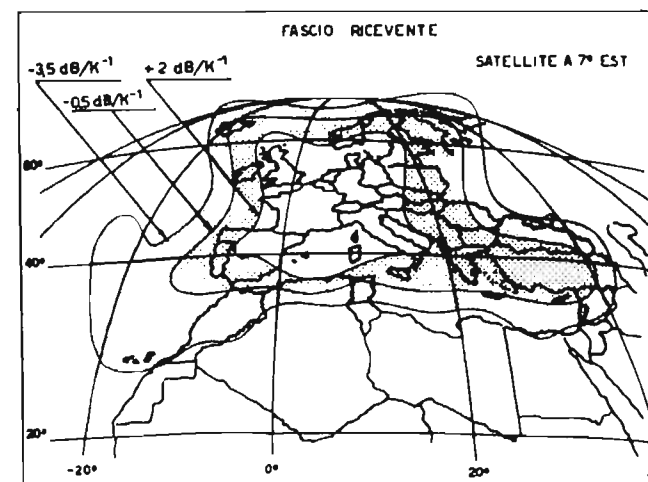 FASCIO RICEVENTE
SATELLITE A 7° EST
-3,5 dB/K⁻¹
+2 dB/K⁻¹
-0,5 dB/K⁻¹
60°
40°
20°
-20°
0°
20°